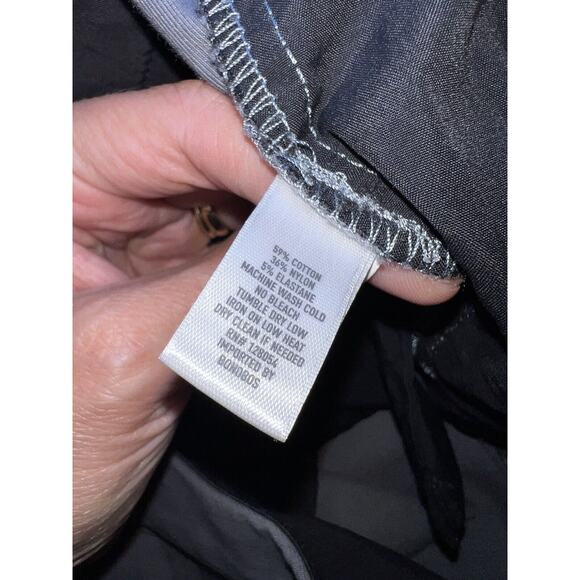 59% COTTON
36% NYLON
5% ELASTANE
MACHINE WASH COLD
NO BLEACH
TUMBLE DRY LOW
IRON ON LOW HEAT
DRY CLEAN IF NEEDED
RN# 128054
IMPORTED BY
BONOBOS